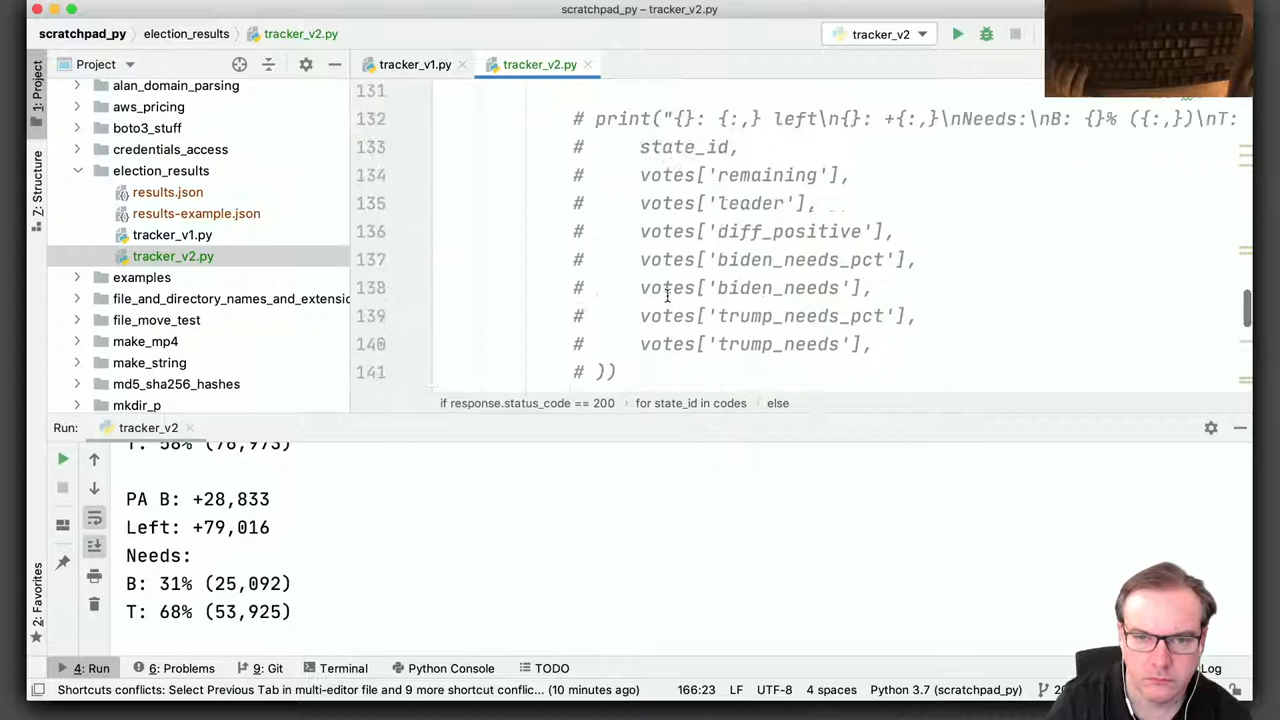 scratchpad_py – tracker_v2.py
scratchpad_py election_results tracker_v2.py tracker_v2
Project tracker_v1.py tracker_v2.py
1: Project
Z: Structure
2: Favorites
alan_domain_parsing
aws_pricing
boto3_stuff
credentials_access
election_results
results.json
results-example.json
tracker_v1.py
tracker_v2.py
examples
file_and_directory_names_and_extensio
file_move_test
make_mp4
make_string
md5_sha256_hashes
mkdir_p
131
132 # print("{}: {:,} left\n{}: +{:,}\nNeeds:\nB: {}% ({:,})\nT:
133 # state_id,
134 # votes['remaining'],
135 # votes['leader'],
136 # votes['diff_positive'],
137 # votes['biden_needs_pct'],
138 # votes['biden_needs'],
139 # votes['trump_needs_pct'],
140 # votes['trump_needs'],
141 # ))
if response.status_code == 200 for state_id in codes else
Run: tracker_v2
T: 58% (76,973)
PA B: +28,833
Left: +79,016
Needs:
B: 31% (25,092)
T: 68% (53,925)
4: Run 6: Problems 9: Git Terminal Python Console TODO Log
Shortcuts conflicts: Select Previous Tab in multi-editor file and 9 more shortcut conflic... (10 minutes ago) 166:23 LF UTF-8 4 spaces Python 3.7 (scratchpad_py)